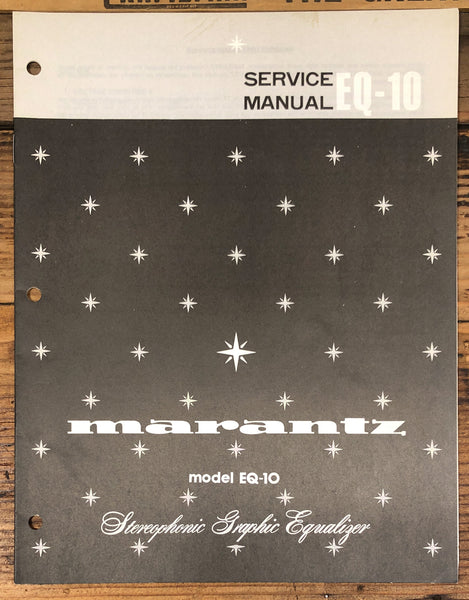 SERVICE
MANUAL EQ-10
marantz
model EQ-10
Stereophonic Graphic Equalizer